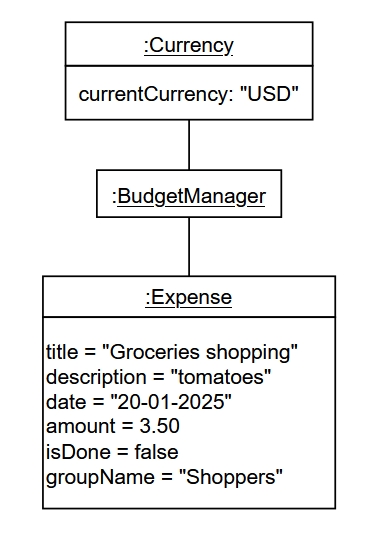 :Currency
currentCurrency: "USD"
:BudgetManager
:Expense
title = "Groceries shopping"
description = "tomatoes"
date = "20-01-2025"
amount = 3.50
isDone = false
groupName = "Shoppers"